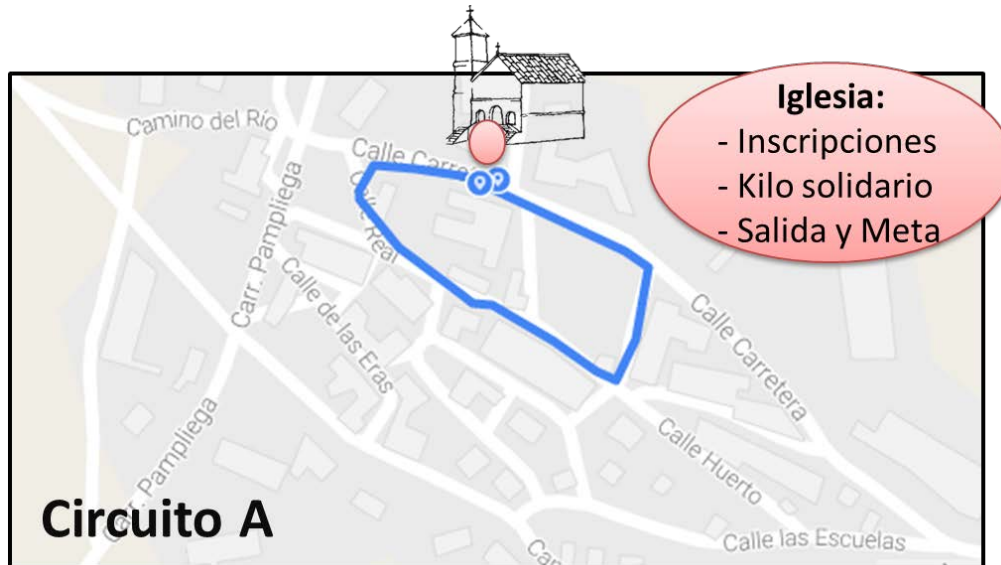 Iglesia:
- Inscripciones
- Kilo solidario
- Salida y Meta
Camino del Río
Calle Carre
Calle Real
Carr. Pampliega
Calle de las Eras
Calle Carretera
Calle Huerto
Carr. Pampliega
Calle las Escuelas
Circuito A